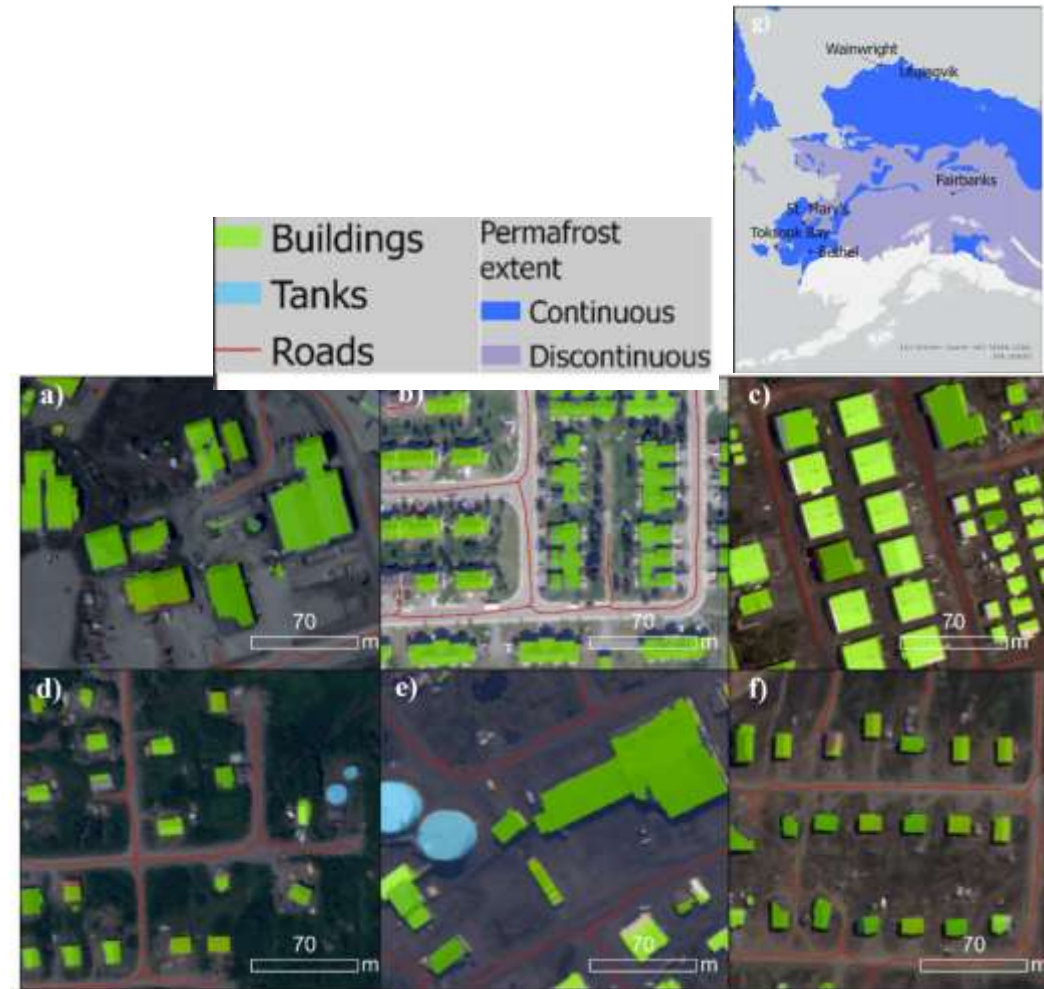 g)
Wainwright
Utqiagvik
Fairbanks
St. Mary's
Toksook Bay
Bethel
Buildings
Tanks
Roads
Permafrost
extent
Continuous
Discontinuous
a)
70
m
b)
70
m
c)
70
m
d)
70
m
e)
70
m
f)
70
m